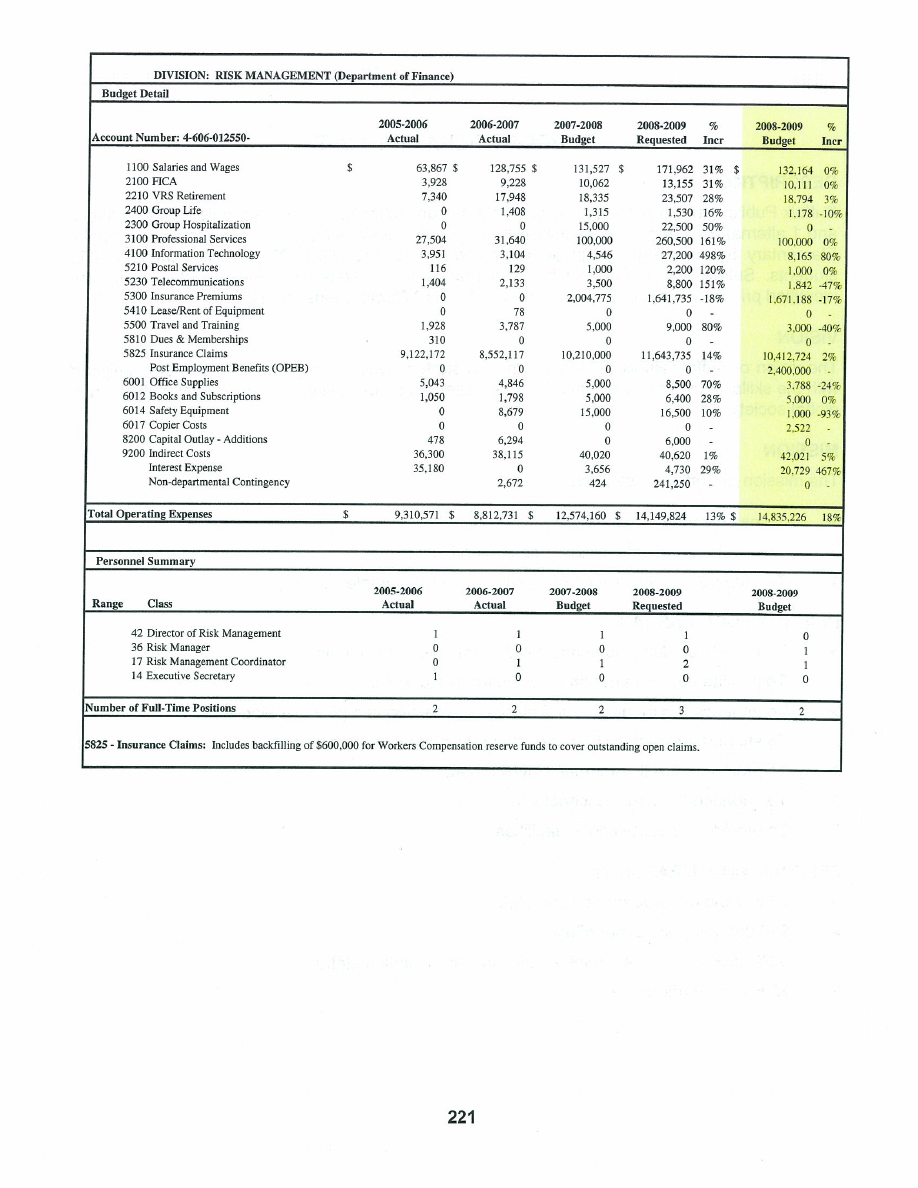 DIVISION: RISK MANAGEMENT (Department of Finance)
Budget Detail
2005-2006 2006-2007 2007-2008 2008-2009 % 2008-2009 %
Account Number: 4-606-012550- Actual Actual Budget Requested Incr Budget Incr
1100 Salaries and Wages $ 63,867 $ 128,755 $ 131,527 $ 171,962 31% $ 132,164 0%
2100 FICA 3,928 9,228 10,062 13,155 31% 10,111 0%
2210 VRS Retirement 7,340 17,948 18,335 23,507 28% 18,794 3%
2400 Group Life 0 1,408 1,315 1,530 16% 1,178 -10%
2300 Group Hospitalization 0 0 15,000 22,500 50% 0 -
3100 Professional Services 27,504 31,640 100,000 260,500 161% 100,000 0%
4100 Information Technology 3,951 3,104 4,546 27,200 498% 8,165 80%
5210 Postal Services 116 129 1,000 2,200 120% 1,000 0%
5230 Telecommunications 1,404 2,133 3,500 8,800 151% 1,842 -47%
5300 Insurance Premiums 0 0 2,004,775 1,641,735 -18% 1,671,188 -17%
5410 Lease/Rent of Equipment 0 78 0 0 - 0 -
5500 Travel and Training 1,928 3,787 5,000 9,000 80% 3,000 -40%
5810 Dues & Memberships 310 0 0 0 - 0 -
5825 Insurance Claims 9,122,172 8,552,117 10,210,000 11,643,735 14% 10,412,724 2%
Post Employment Benefits (OPEB) 0 0 0 0 - 2,400,000 -
6001 Office Supplies 5,043 4,846 5,000 8,500 70% 3,788 -24%
6012 Books and Subscriptions 1,050 1,798 5,000 6,400 28% 5,000 0%
6014 Safety Equipment 0 8,679 15,000 16,500 10% 1,000 -93%
6017 Copier Costs 0 0 0 0 - 2,522 -
8200 Capital Outlay - Additions 478 6,294 0 6,000 - 0 -
9200 Indirect Costs 36,300 38,115 40,020 40,620 1% 42,021 5%
Interest Expense 35,180 0 3,656 4,730 29% 20,729 467%
Non-departmental Contingency 2,672 424 241,250 - 0 -
Total Operating Expenses $ 9,310,571 $ 8,812,731 $ 12,574,160 $ 14,149,824 13% $ 14,835,226 18%
Personnel Summary
2005-2006 2006-2007 2007-2008 2008-2009 2008-2009
Range Class Actual Actual Budget Requested Budget
42 Director of Risk Management 1 1 1 1 0
36 Risk Manager 0 0 0 0 1
17 Risk Management Coordinator 0 1 1 2 1
14 Executive Secretary 1 0 0 0 0
Number of Full-Time Positions 2 2 2 3 2
5825 - Insurance Claims: Includes backfilling of $600,000 for Workers Compensation reserve funds to cover outstanding open claims.
221